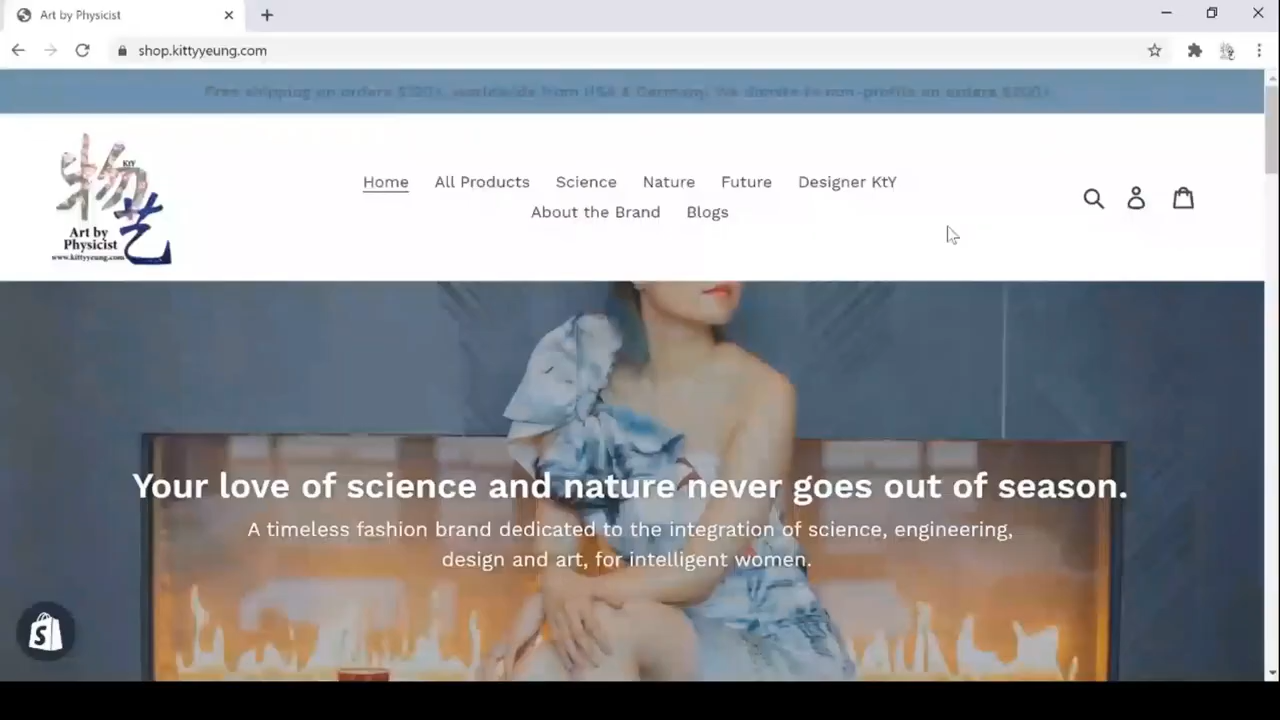 Art by Physicist
shop.kittyyeung.com
Free shipping on orders $120+, worldwide from USA & Germany. We donate to non-profits on orders
物艺
KtY
Art by
Physicist
www.kittyyeung.com
Home All Products Science Nature Future Designer KtY
About the Brand Blogs
Your love of science and nature never goes out of season.
A timeless fashion brand dedicated to the integration of science, engineering,
design and art, for intelligent women.